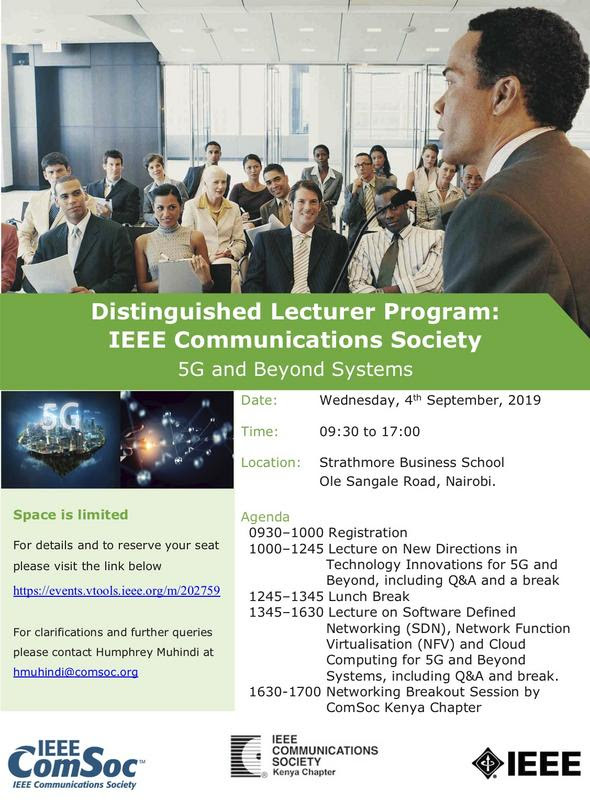 Distinguished Lecturer Program:
IEEE Communications Society
5G and Beyond Systems
5G
Date: Wednesday, 4th September, 2019
Time: 09:30 to 17:00
Location: Strathmore Business School
Ole Sangale Road, Nairobi.
Space is limited
For details and to reserve your seat
please visit the link below
https://events.vtools.ieee.org/m/202759
For clarifications and further queries
please contact Humphrey Muhindi at
hmuhindi@comsoc.org
Agenda
0930–1000 Registration
1000–1245 Lecture on New Directions in
Technology Innovations for 5G and
Beyond, including Q&A and a break
1245–1345 Lunch Break
1345–1630 Lecture on Software Defined
Networking (SDN), Network Function
Virtualisation (NFV) and Cloud
Computing for 5G and Beyond
Systems, including Q&A and break.
1630-1700 Networking Breakout Session by
ComSoc Kenya Chapter
IEEE
ComSoc™
IEEE Communications Society
IEEE
COMMUNICATIONS
SOCIETY
Kenya Chapter
®
IEEE